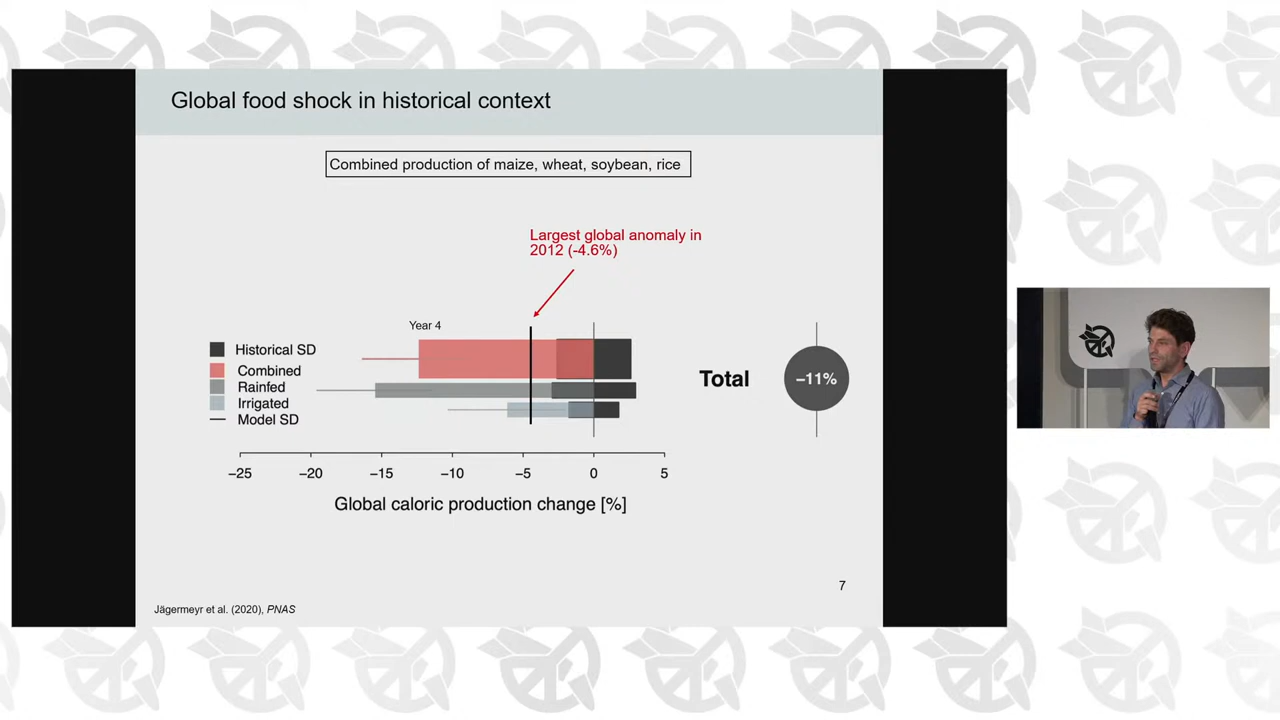 Global food shock in historical context
Combined production of maize, wheat, soybean, rice
Largest global anomaly in
2012 (-4.6%)
Year 4
Historical SD
Combined
Rainfed
Irrigated
Model SD
Total
−11%
−25 −20 −15 −10 −5 0 5
Global caloric production change [%]
7
Jägermeyr et al. (2020), PNAS